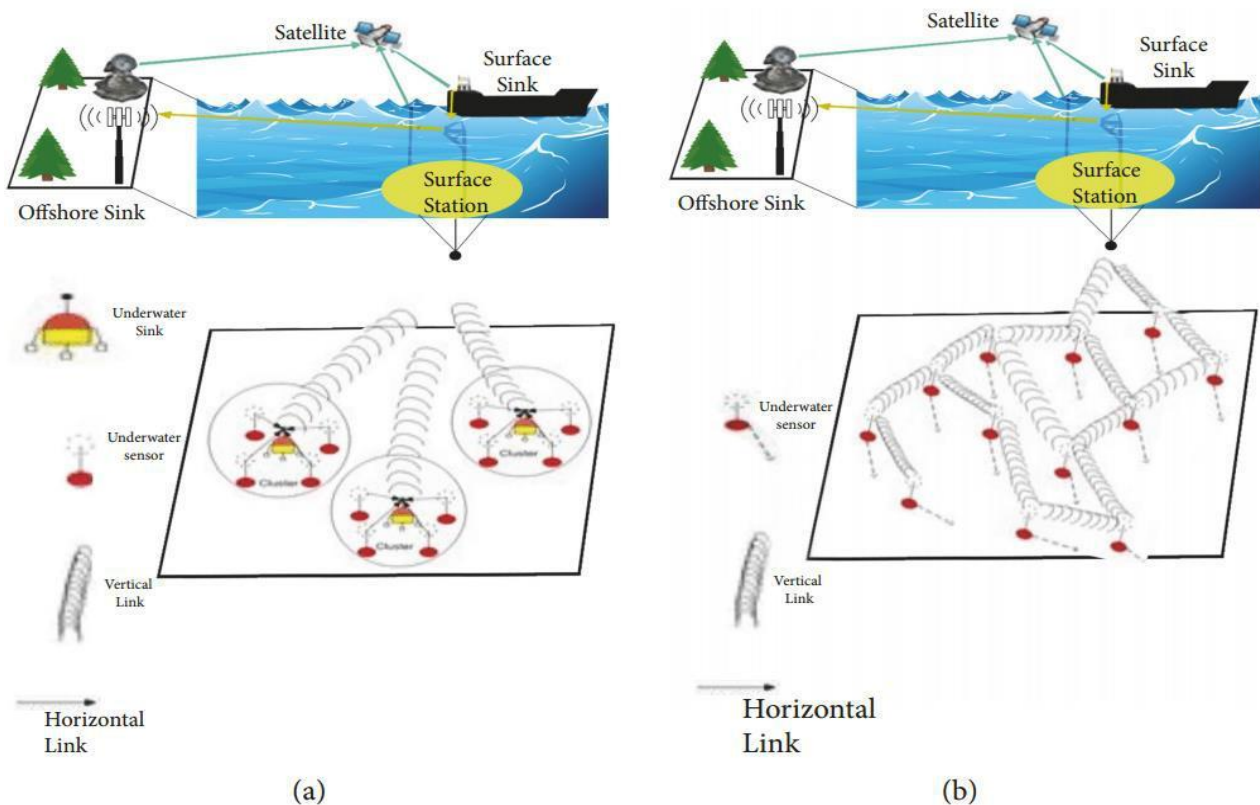 Satellite
Surface
Sink
Offshore Sink
Surface
Station
Underwater
Sink
Underwater
sensor
Cluster
Cluster
Cluster
Vertical
Link
Horizontal
Link
(a)
Satellite
Surface
Sink
Offshore Sink
Surface
Station
Underwater
sensor
Vertical
Link
Horizontal
Link
(b)